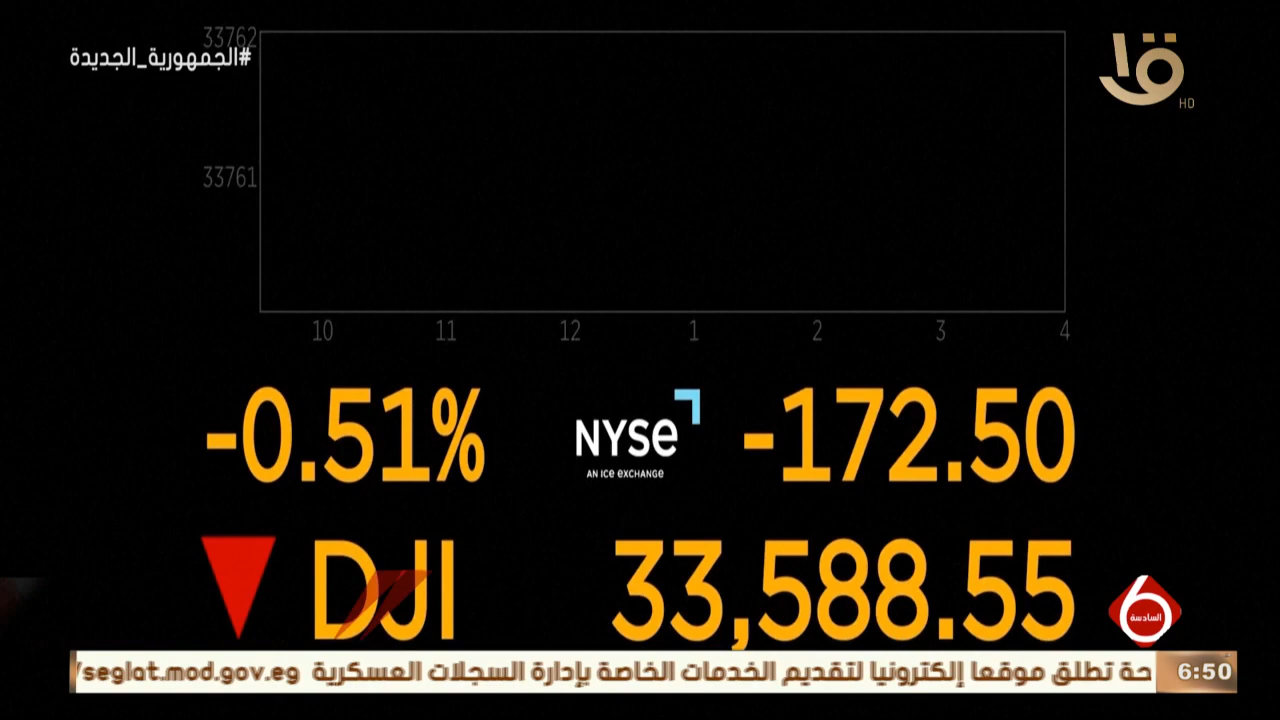 33762
#الجمهورية_الجديدة
HD
33761
10 11 12 1 2 3 4
-0.51% NYSE -172.50
AN ICE EXCHANGE
DJI 33,588.55
6 السادسة
حة تطلق موقعا إلكترونيا لتقديم الخدمات الخاصة بإدارة السجلات العسكرية seglat.mod.gov.eg/
6:50